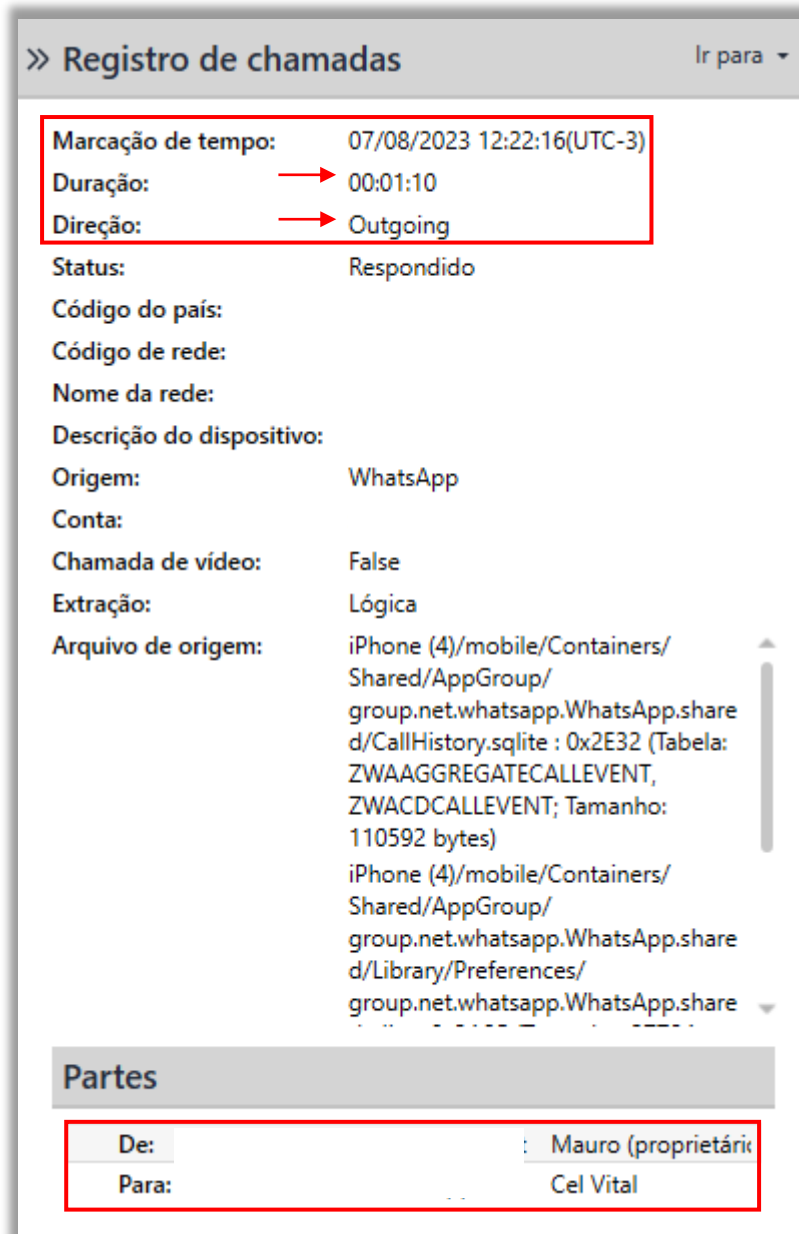 » Registro de chamadas Ir para
Marcação de tempo: 07/08/2023 12:22:16(UTC-3)
Duração: 00:01:10
Direção: Outgoing
Status: Respondido
Código do país:
Código de rede:
Nome da rede:
Descrição do dispositivo:
Origem: WhatsApp
Conta:
Chamada de vídeo: False
Extração: Lógica
Arquivo de origem: iPhone (4)/mobile/Containers/
Shared/AppGroup/
group.net.whatsapp.WhatsApp.share
d/CallHistory.sqlite : 0x2E32 (Tabela:
ZWAAGGREGATECALLEVENT,
ZWACDCALLEVENT; Tamanho:
110592 bytes)
iPhone (4)/mobile/Containers/
Shared/AppGroup/
group.net.whatsapp.WhatsApp.share
d/Library/Preferences/
group.net.whatsapp.WhatsApp.share
Partes
De: : Mauro (proprietári
Para: Cel Vital